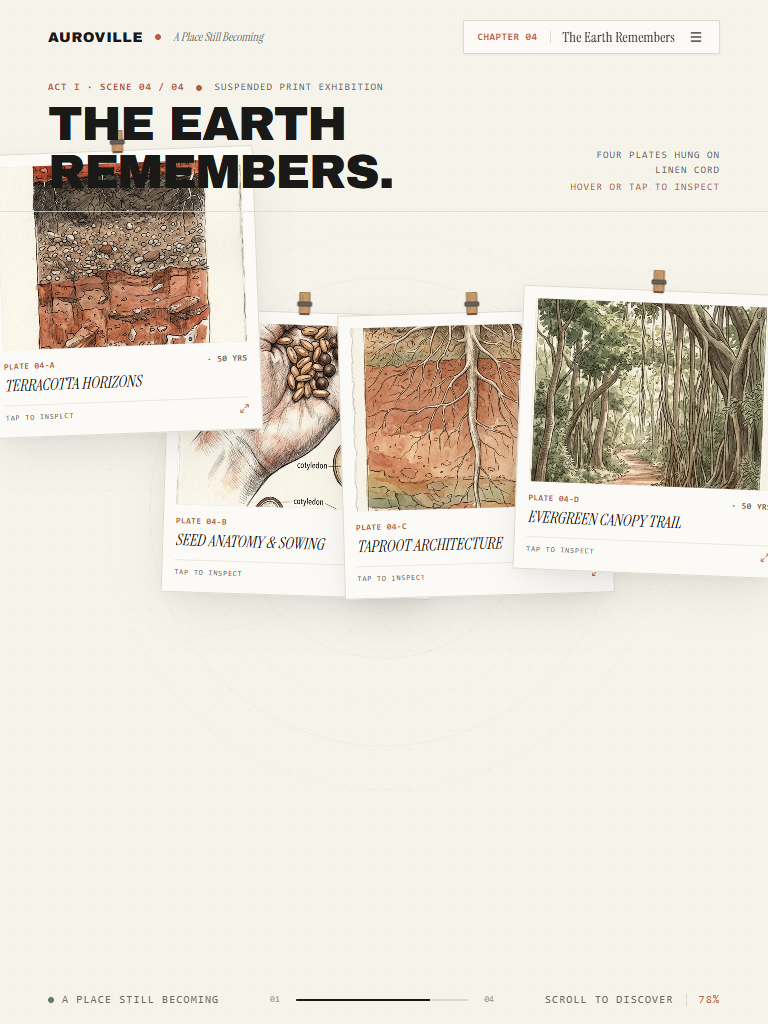 AUROVILLE
A Place Still Becoming
CHAPTER 04
The Earth Remembers
ACT I · SCENE 04 / 04
SUSPENDED PRINT EXHIBITION
THE EARTH
REMEMBERS.
FOUR PLATES HUNG ON
LINEN CORD
HOVER OR TAP TO INSPECT
PLATE 04-A
· 50 YRS
TERRACOTTA HORIZONS
TAP TO INSPECT
cotyledon
cotyledon
PLATE 04-B
SEED ANATOMY & SOWING
TAP TO INSPECT
PLATE 04-C
TAPROOT ARCHITECTURE
TAP TO INSPECT
PLATE 04-D
· 50 YRS
EVERGREEN CANOPY TRAIL
TAP TO INSPECT
A PLACE STILL BECOMING
01
04
SCROLL TO DISCOVER
78%